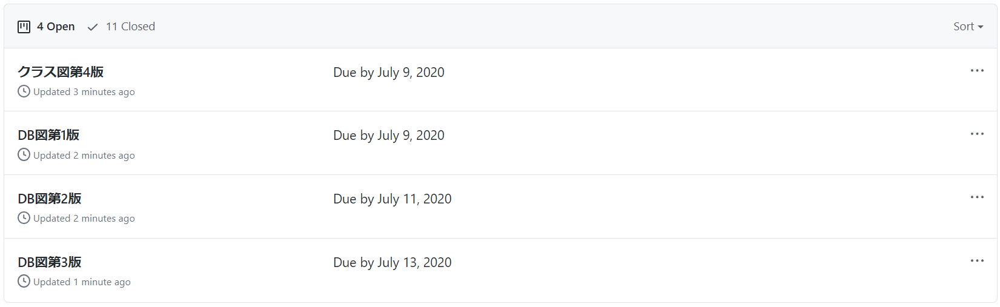 4 Open 11 Closed Sort
クラス図第4版 Due by July 9, 2020
Updated 3 minutes ago
DB図第1版 Due by July 9, 2020
Updated 2 minutes ago
DB図第2版 Due by July 11, 2020
Updated 2 minutes ago
DB図第3版 Due by July 13, 2020
Updated 1 minute ago